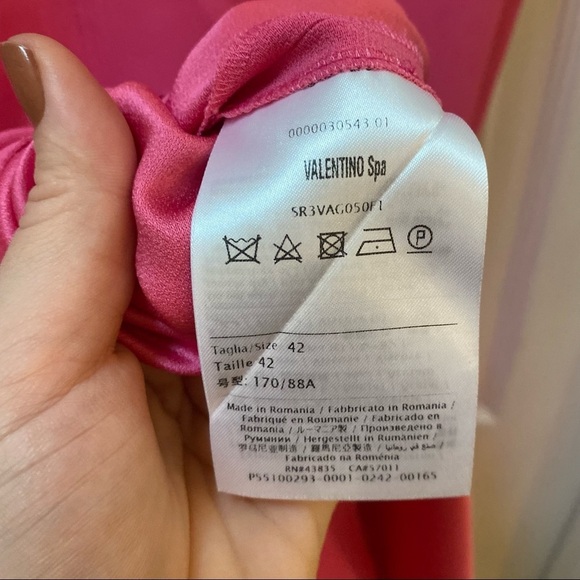 0000030543 01
VALENTINO Spa
SR3VAG050F1
P
Taglia/Size 42
Taille 42
号型: 170/88A
Made in Romania / Fabbricato in Romania /
Fabriqué en Roumanie / Fabricado en
Romania / ルーマニア製 / Произведено в
Румынии / Hergestellt in Rumänien /
罗马尼亚制造 / 羅馬尼亞製造 / صنع في رومانيا /
Fabricado na Roménia
RN#43835 CA#57011
P55100293-0001-0242-00165